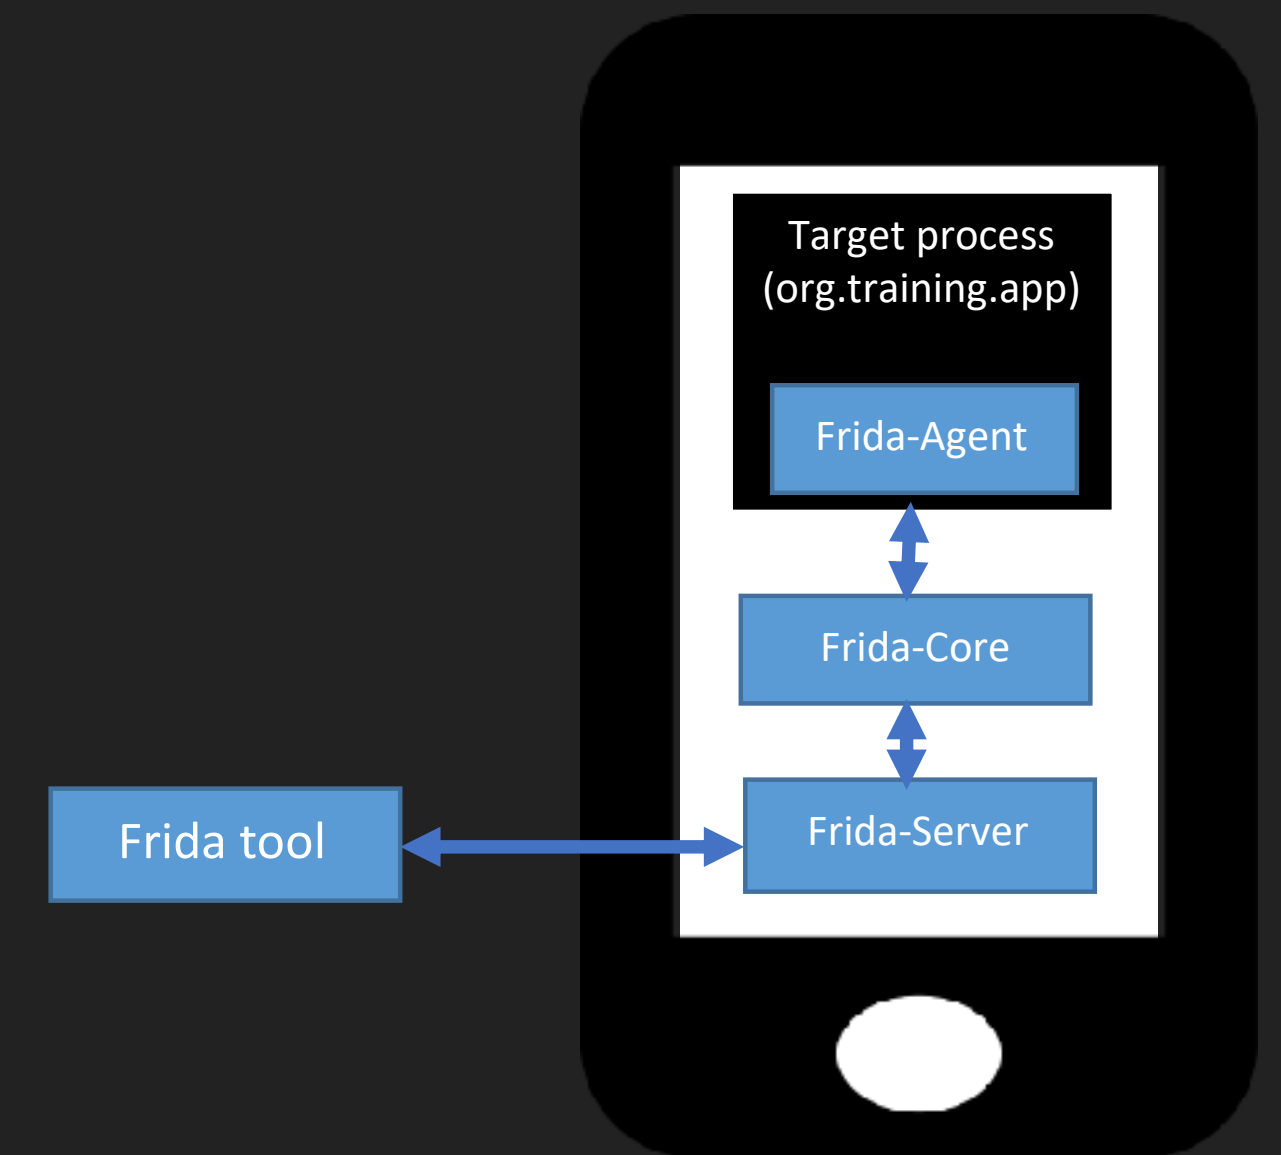 Target process
(org.training.app)
Frida-Agent
Frida-Core
Frida-Server
Frida tool